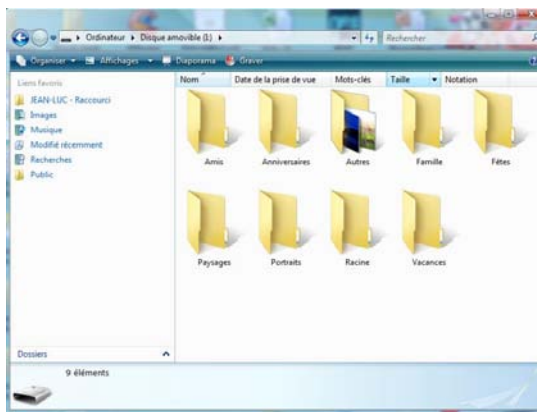 Ordinateur Disque amovible (I:)
Rechercher
Organiser Affichages Diaporama Graver
Nom Date de la prise de vue Mots-clés Taille Notation
Liens favoris
JEAN-LUC - Raccourci
Images
Musique
Modifié récemment
Recherches
Public
Amis Anniversaires Autres Famille Fêtes
Paysages Portraits Racine Vacances
Dossiers
9 éléments